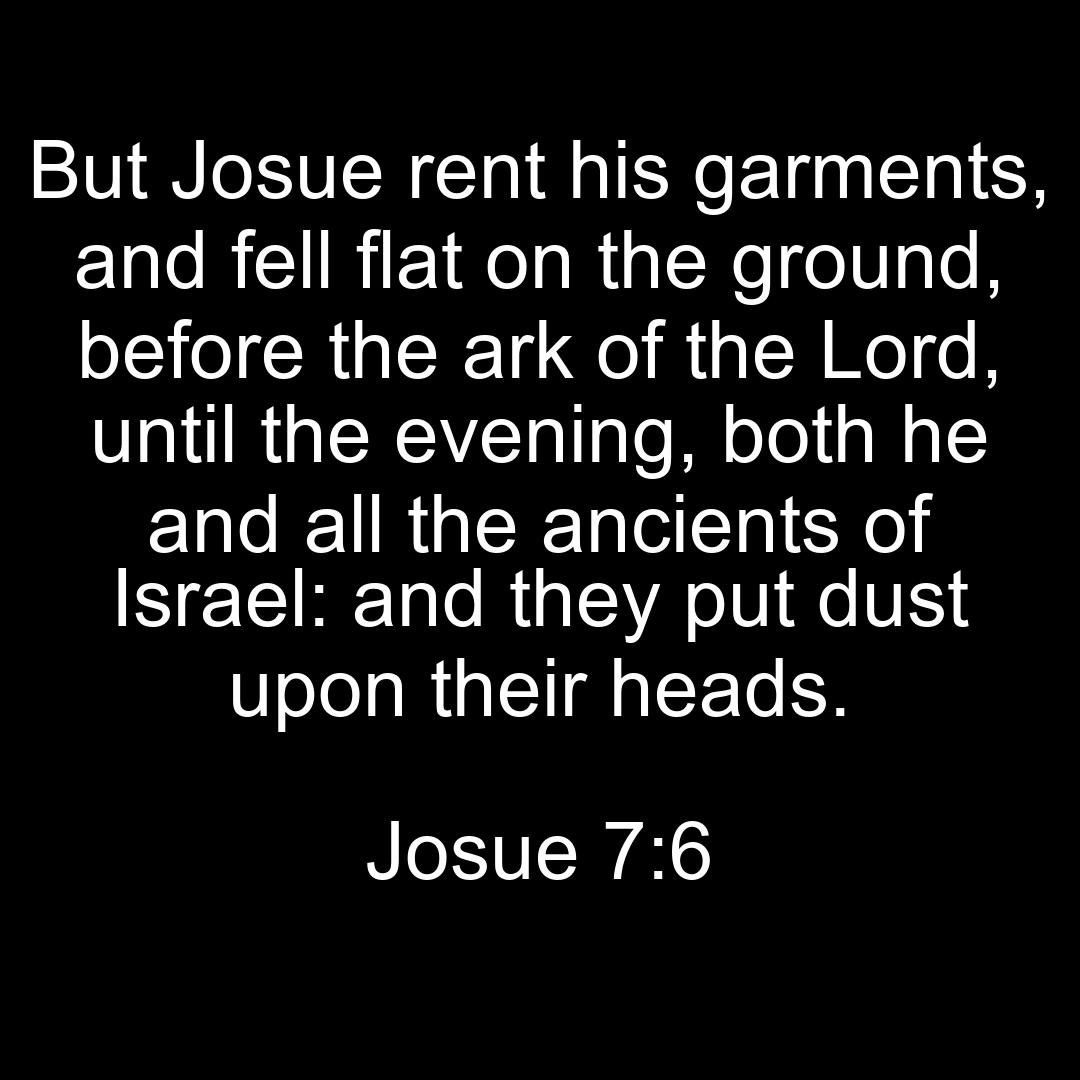 But Josue rent his garments,
and fell flat on the ground,
before the ark of the Lord,
until the evening, both he
and all the ancients of
Israel: and they put dust
upon their heads.
Josue 7:6